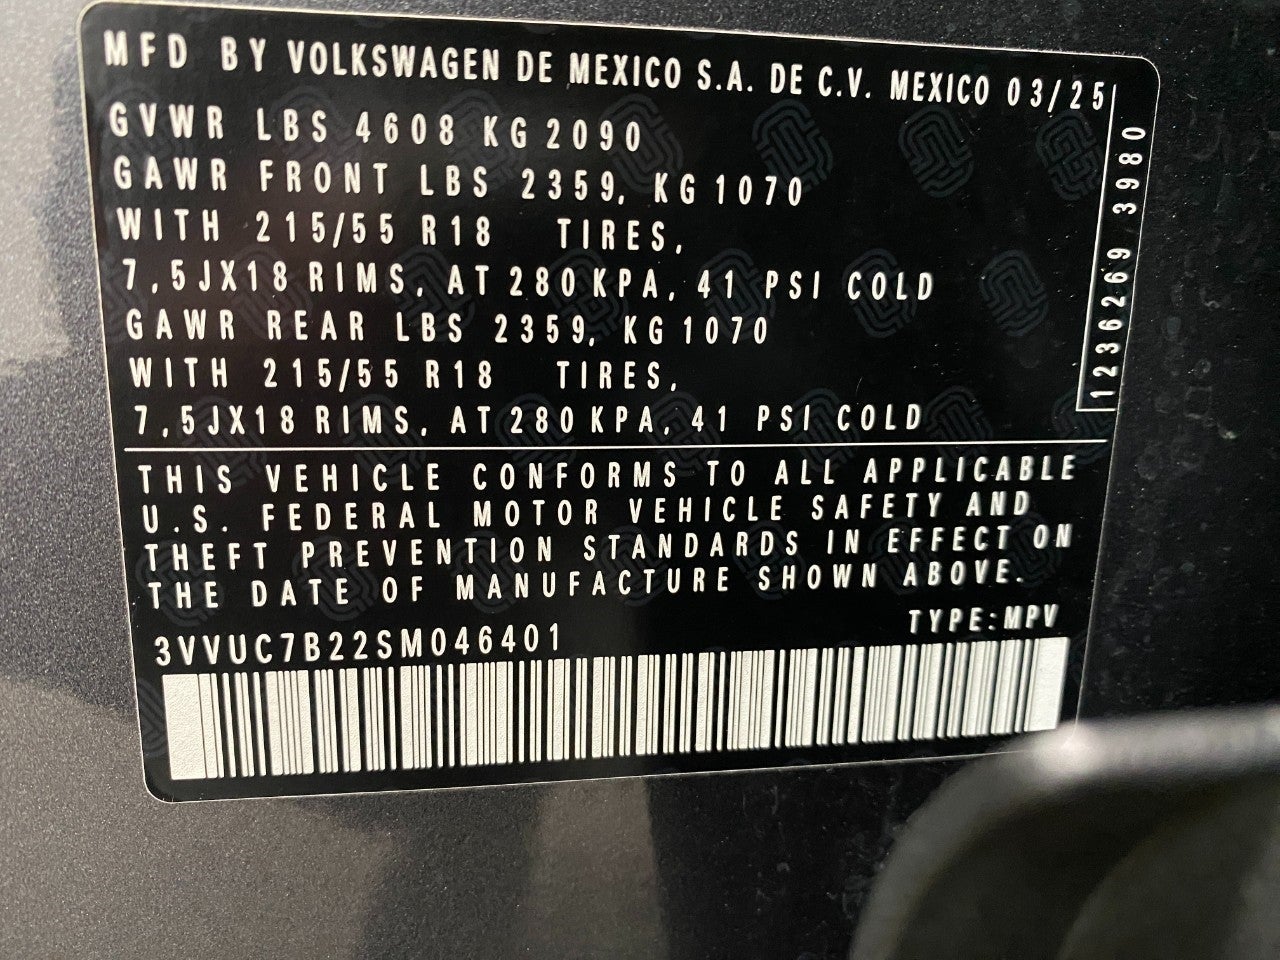 MFD BY VOLKSWAGEN DE MEXICO S.A. DE C.V. MEXICO 03/25
GVWR LBS 4608 KG 2090
GAWR FRONT LBS 2359, KG 1070
WITH 215/55 R18 TIRES,
7,5JX18 RIMS, AT 280 KPA, 41 PSI COLD
GAWR REAR LBS 2359, KG 1070
WITH 215/55 R18 TIRES,
7,5JX18 RIMS, AT 280 KPA, 41 PSI COLD
1236269 3980
THIS VEHICLE CONFORMS TO ALL APPLICABLE
U.S. FEDERAL MOTOR VEHICLE SAFETY AND
THEFT PREVENTION STANDARDS IN EFFECT ON
THE DATE OF MANUFACTURE SHOWN ABOVE.
3VVUC7B22SM046401 TYPE:MPV